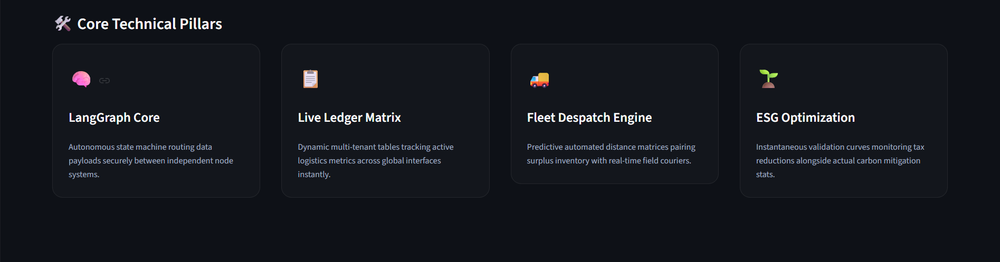 Core Technical Pillars
LangGraph Core
Autonomous state machine routing data
payloads securely between independent node
systems.
Live Ledger Matrix
Dynamic multi-tenant tables tracking active
logistics metrics across global interfaces
instantly.
Fleet Despatch Engine
Predictive automated distance matrices pairing
surplus inventory with real-time field couriers.
ESG Optimization
Instantaneous validation curves monitoring tax
reductions alongside actual carbon mitigation
stats.